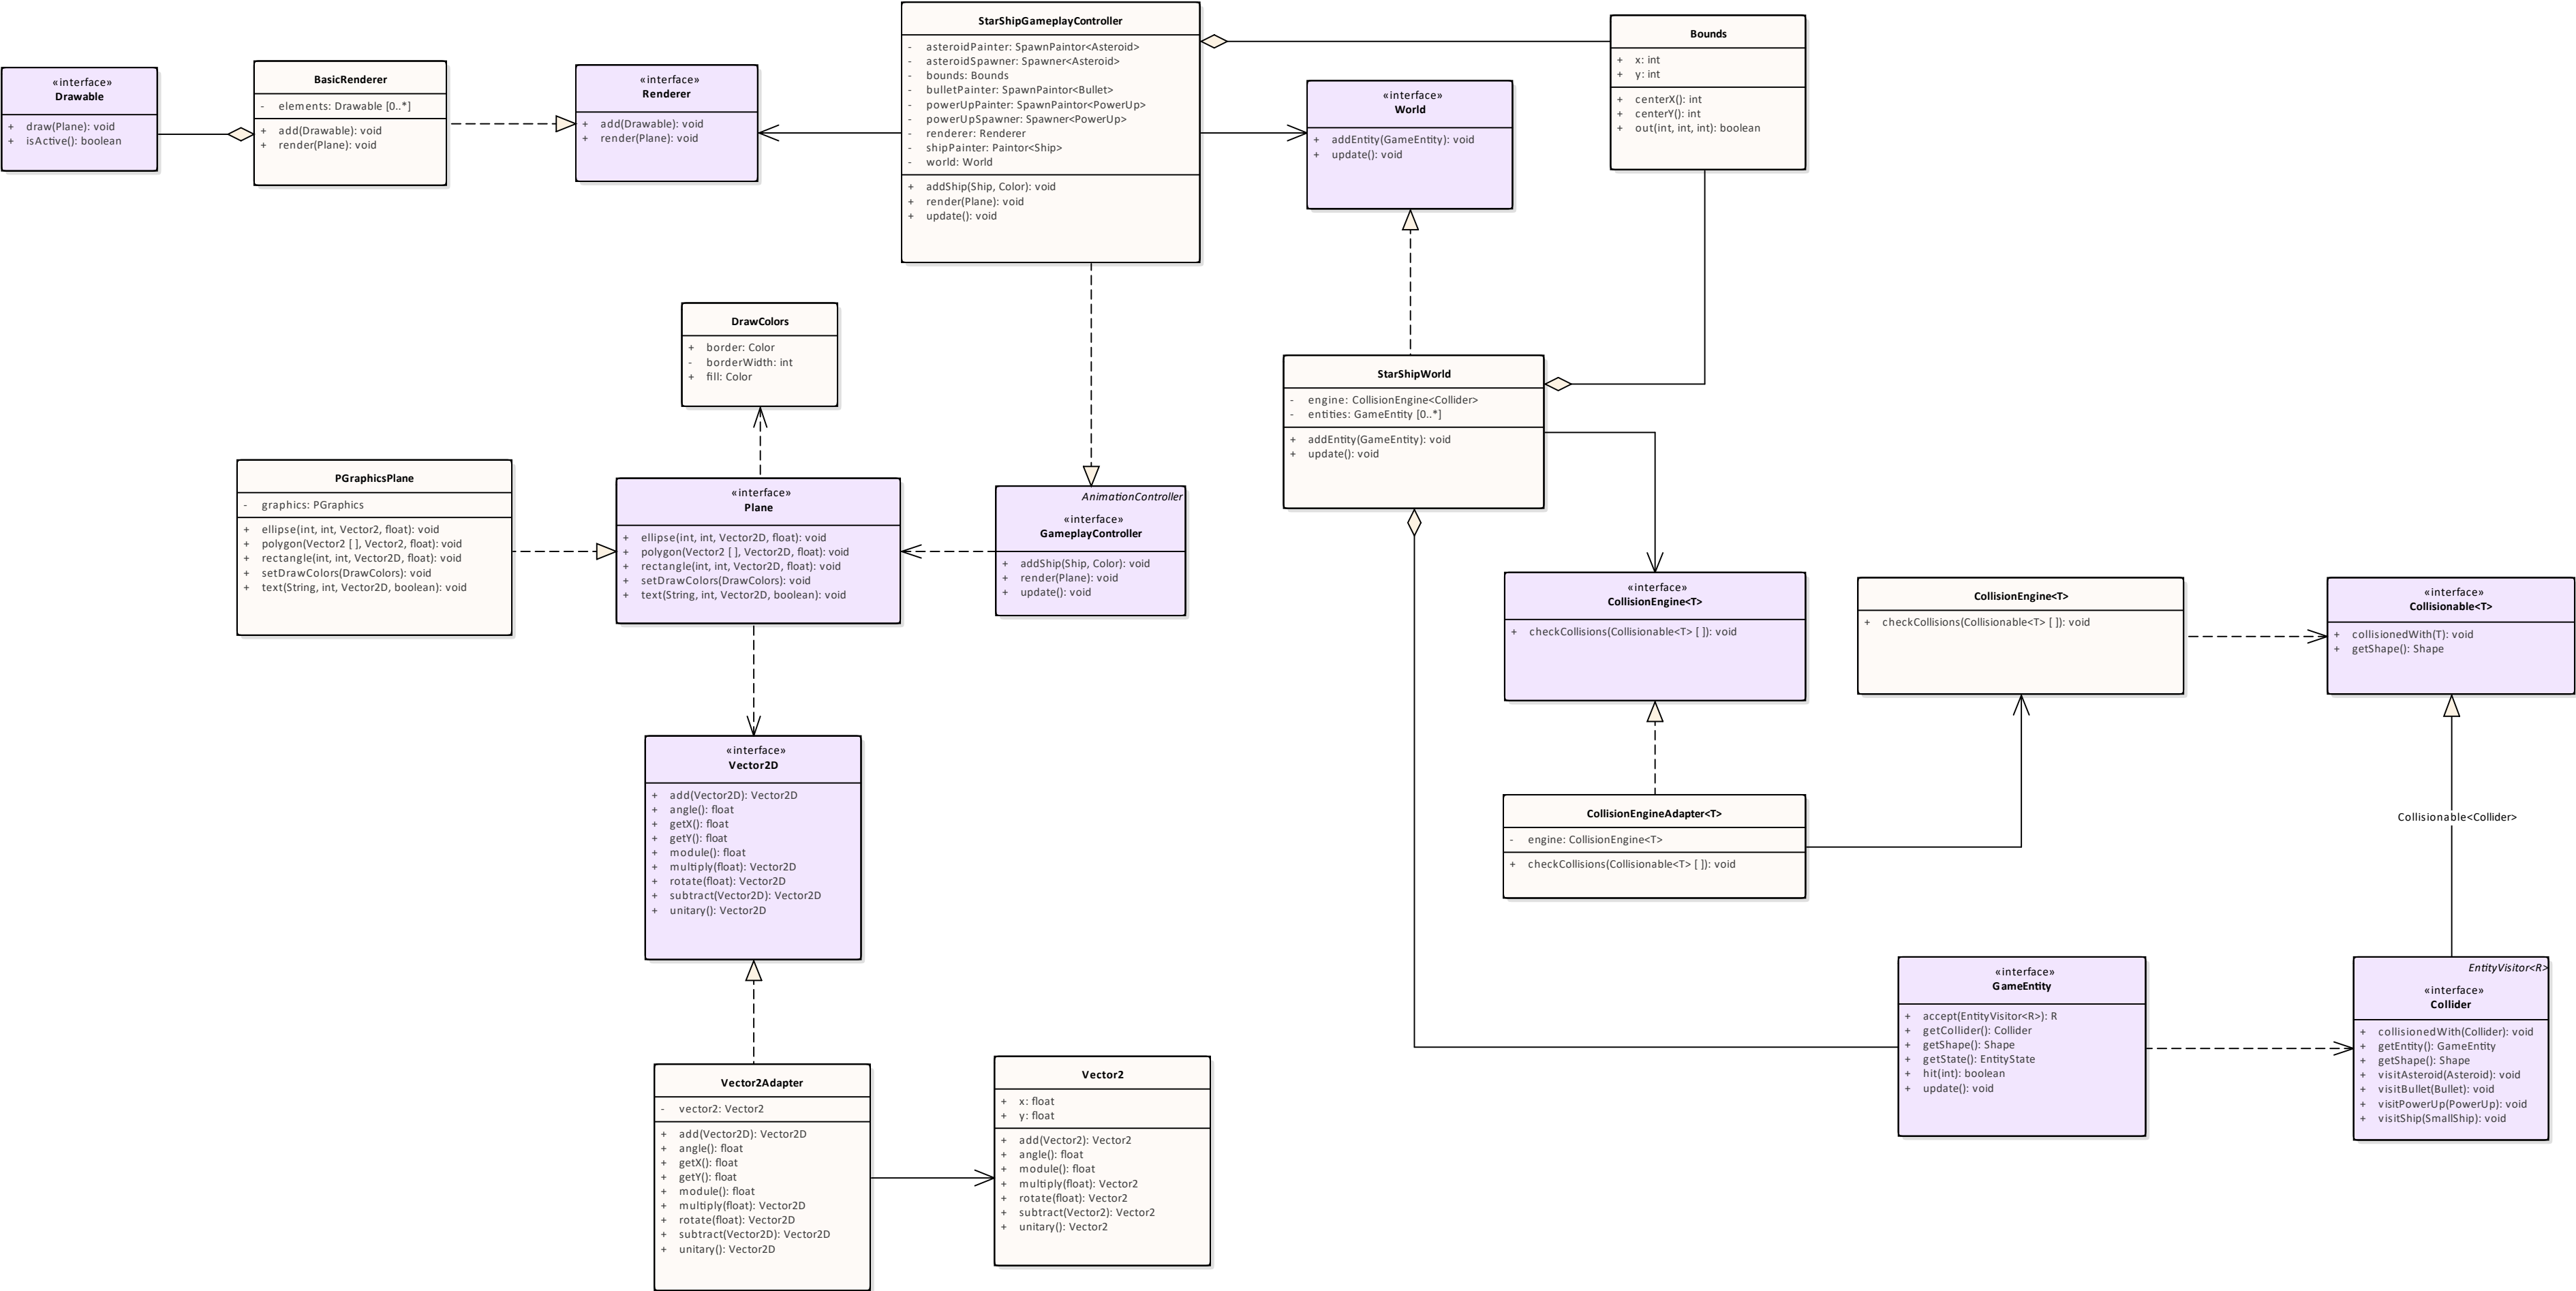 «interface»
Drawable
+ draw(Plane): void
+ isActive(): boolean
BasicRenderer
- elements: Drawable [0..*]
+ add(Drawable): void
+ render(Plane): void
«interface»
Renderer
+ add(Drawable): void
+ render(Plane): void
StarShipGameplayController
- asteroidPainter: SpawnPaintor<Asteroid>
- asteroidSpawner: Spawner<Asteroid>
- bounds: Bounds
- bulletPainter: SpawnPaintor<Bullet>
- powerUpPainter: SpawnPaintor<PowerUp>
- powerUpSpawner: Spawner<PowerUp>
- renderer: Renderer
- shipPainter: Paintor<Ship>
- world: World
+ addShip(Ship, Color): void
+ render(Plane): void
+ update(): void
«interface»
World
+ addEntity(GameEntity): void
+ update(): void
Bounds
+ x: int
+ y: int
+ centerX(): int
+ centerY(): int
+ out(int, int, int): boolean
DrawColors
+ border: Color
- borderWidth: int
+ fill: Color
StarShipWorld
- engine: CollisionEngine<Collider>
- entities: GameEntity [0..*]
+ addEntity(GameEntity): void
+ update(): void
PGraphicsPlane
- graphics: PGraphics
+ ellipse(int, int, Vector2, float): void
+ polygon(Vector2 [ ], Vector2, float): void
+ rectangle(int, int, Vector2D, float): void
+ setDrawColors(DrawColors): void
+ text(String, int, Vector2D, boolean): void
«interface»
Plane
+ ellipse(int, int, Vector2D, float): void
+ polygon(Vector2 [ ], Vector2D, float): void
+ rectangle(int, int, Vector2D, float): void
+ setDrawColors(DrawColors): void
+ text(String, int, Vector2D, boolean): void
AnimationController
«interface»
GameplayController
+ addShip(Ship, Color): void
+ render(Plane): void
+ update(): void
«interface»
CollisionEngine<T>
+ checkCollisions(Collisionable<T> [ ]): void
CollisionEngine<T>
+ checkCollisions(Collisionable<T> [ ]): void
«interface»
Collisionable<T>
+ collisionedWith(T): void
+ getShape(): Shape
«interface»
Vector2D
+ add(Vector2D): Vector2D
+ angle(): float
+ getX(): float
+ getY(): float
+ module(): float
+ multiply(float): Vector2D
+ rotate(float): Vector2D
+ subtract(Vector2D): Vector2D
+ unitary(): Vector2D
CollisionEngineAdapter<T>
- engine: CollisionEngine<T>
+ checkCollisions(Collisionable<T> [ ]): void
Collisionable<Collider>
«interface»
GameEntity
+ accept(EntityVisitor<R>): R
+ getCollider(): Collider
+ getShape(): Shape
+ getState(): EntityState
+ hit(int): boolean
+ update(): void
EntityVisitor<R>
«interface»
Collider
+ collisionedWith(Collider): void
+ getEntity(): GameEntity
+ getShape(): Shape
+ visitAsteroid(Asteroid): void
+ visitBullet(Bullet): void
+ visitPowerUp(PowerUp): void
+ visitShip(SmallShip): void
Vector2Adapter
- vector2: Vector2
+ add(Vector2D): Vector2D
+ angle(): float
+ getX(): float
+ getY(): float
+ module(): float
+ multiply(float): Vector2D
+ rotate(float): Vector2D
+ subtract(Vector2D): Vector2D
+ unitary(): Vector2D
Vector2
+ x: float
+ y: float
+ add(Vector2): Vector2
+ angle(): float
+ module(): float
+ multiply(float): Vector2
+ rotate(float): Vector2
+ subtract(Vector2): Vector2
+ unitary(): Vector2